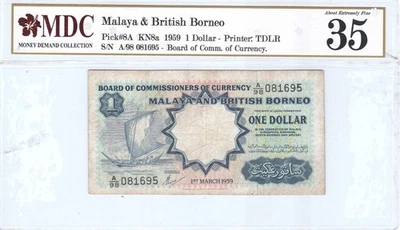 MDC
MONEY DEMAND COLLECTION
Malaya & British Borneo
Pick#8A KN8a 1959 1 Dollar - Printer: TDLR
S/N A/98 081695 - Board of Comm. of Currency.
About Extremely Fine
35
BOARD OF COMMISSIONERS OF CURRENCY
A/98 081695
MALAYA AND BRITISH BORNEO
1
ONE DOLLAR
A/98 081695
1ST MARCH 1959